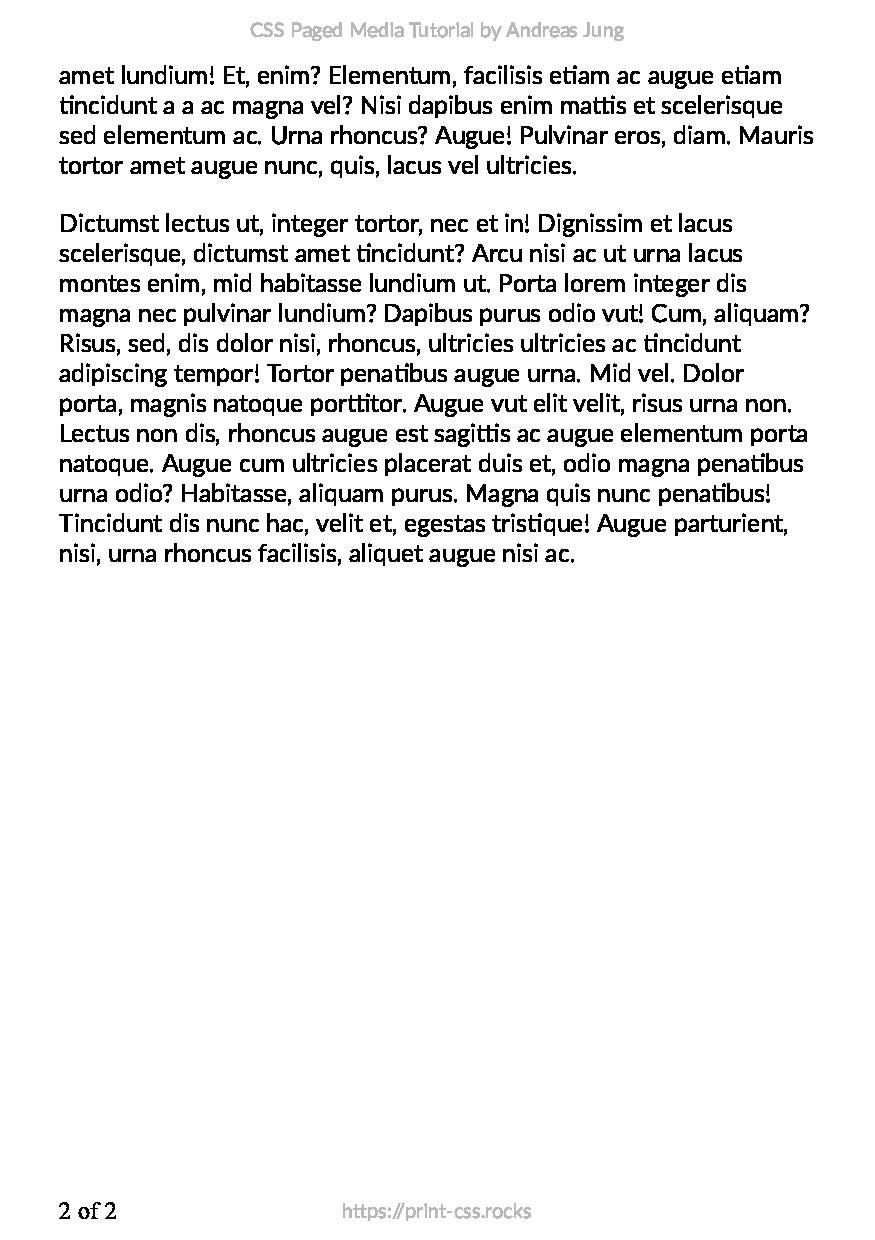 CSS Paged Media Tutorial by Andreas Jung
amet lundium! Et, enim? Elementum, facilisis etiam ac augue etiam
tincidunt a a ac magna vel? Nisi dapibus enim mattis et scelerisque
sed elementum ac. Urna rhoncus? Augue! Pulvinar eros, diam. Mauris
tortor amet augue nunc, quis, lacus vel ultricies.
Dictumst lectus ut, integer tortor, nec et in! Dignissim et lacus
scelerisque, dictumst amet tincidunt? Arcu nisi ac ut urna lacus
montes enim, mid habitasse lundium ut. Porta lorem integer dis
magna nec pulvinar lundium? Dapibus purus odio vut! Cum, aliquam?
Risus, sed, dis dolor nisi, rhoncus, ultricies ultricies ac tincidunt
adipiscing tempor! Tortor penatibus augue urna. Mid vel. Dolor
porta, magnis natoque porttitor. Augue vut elit velit, risus urna non.
Lectus non dis, rhoncus augue est sagittis ac augue elementum porta
natoque. Augue cum ultricies placerat duis et, odio magna penatibus
urna odio? Habitasse, aliquam purus. Magna quis nunc penatibus!
Tincidunt dis nunc hac, velit et, egestas tristique! Augue parturient,
nisi, urna rhoncus facilisis, aliquet augue nisi ac.
2 of 2
https://print-css.rocks